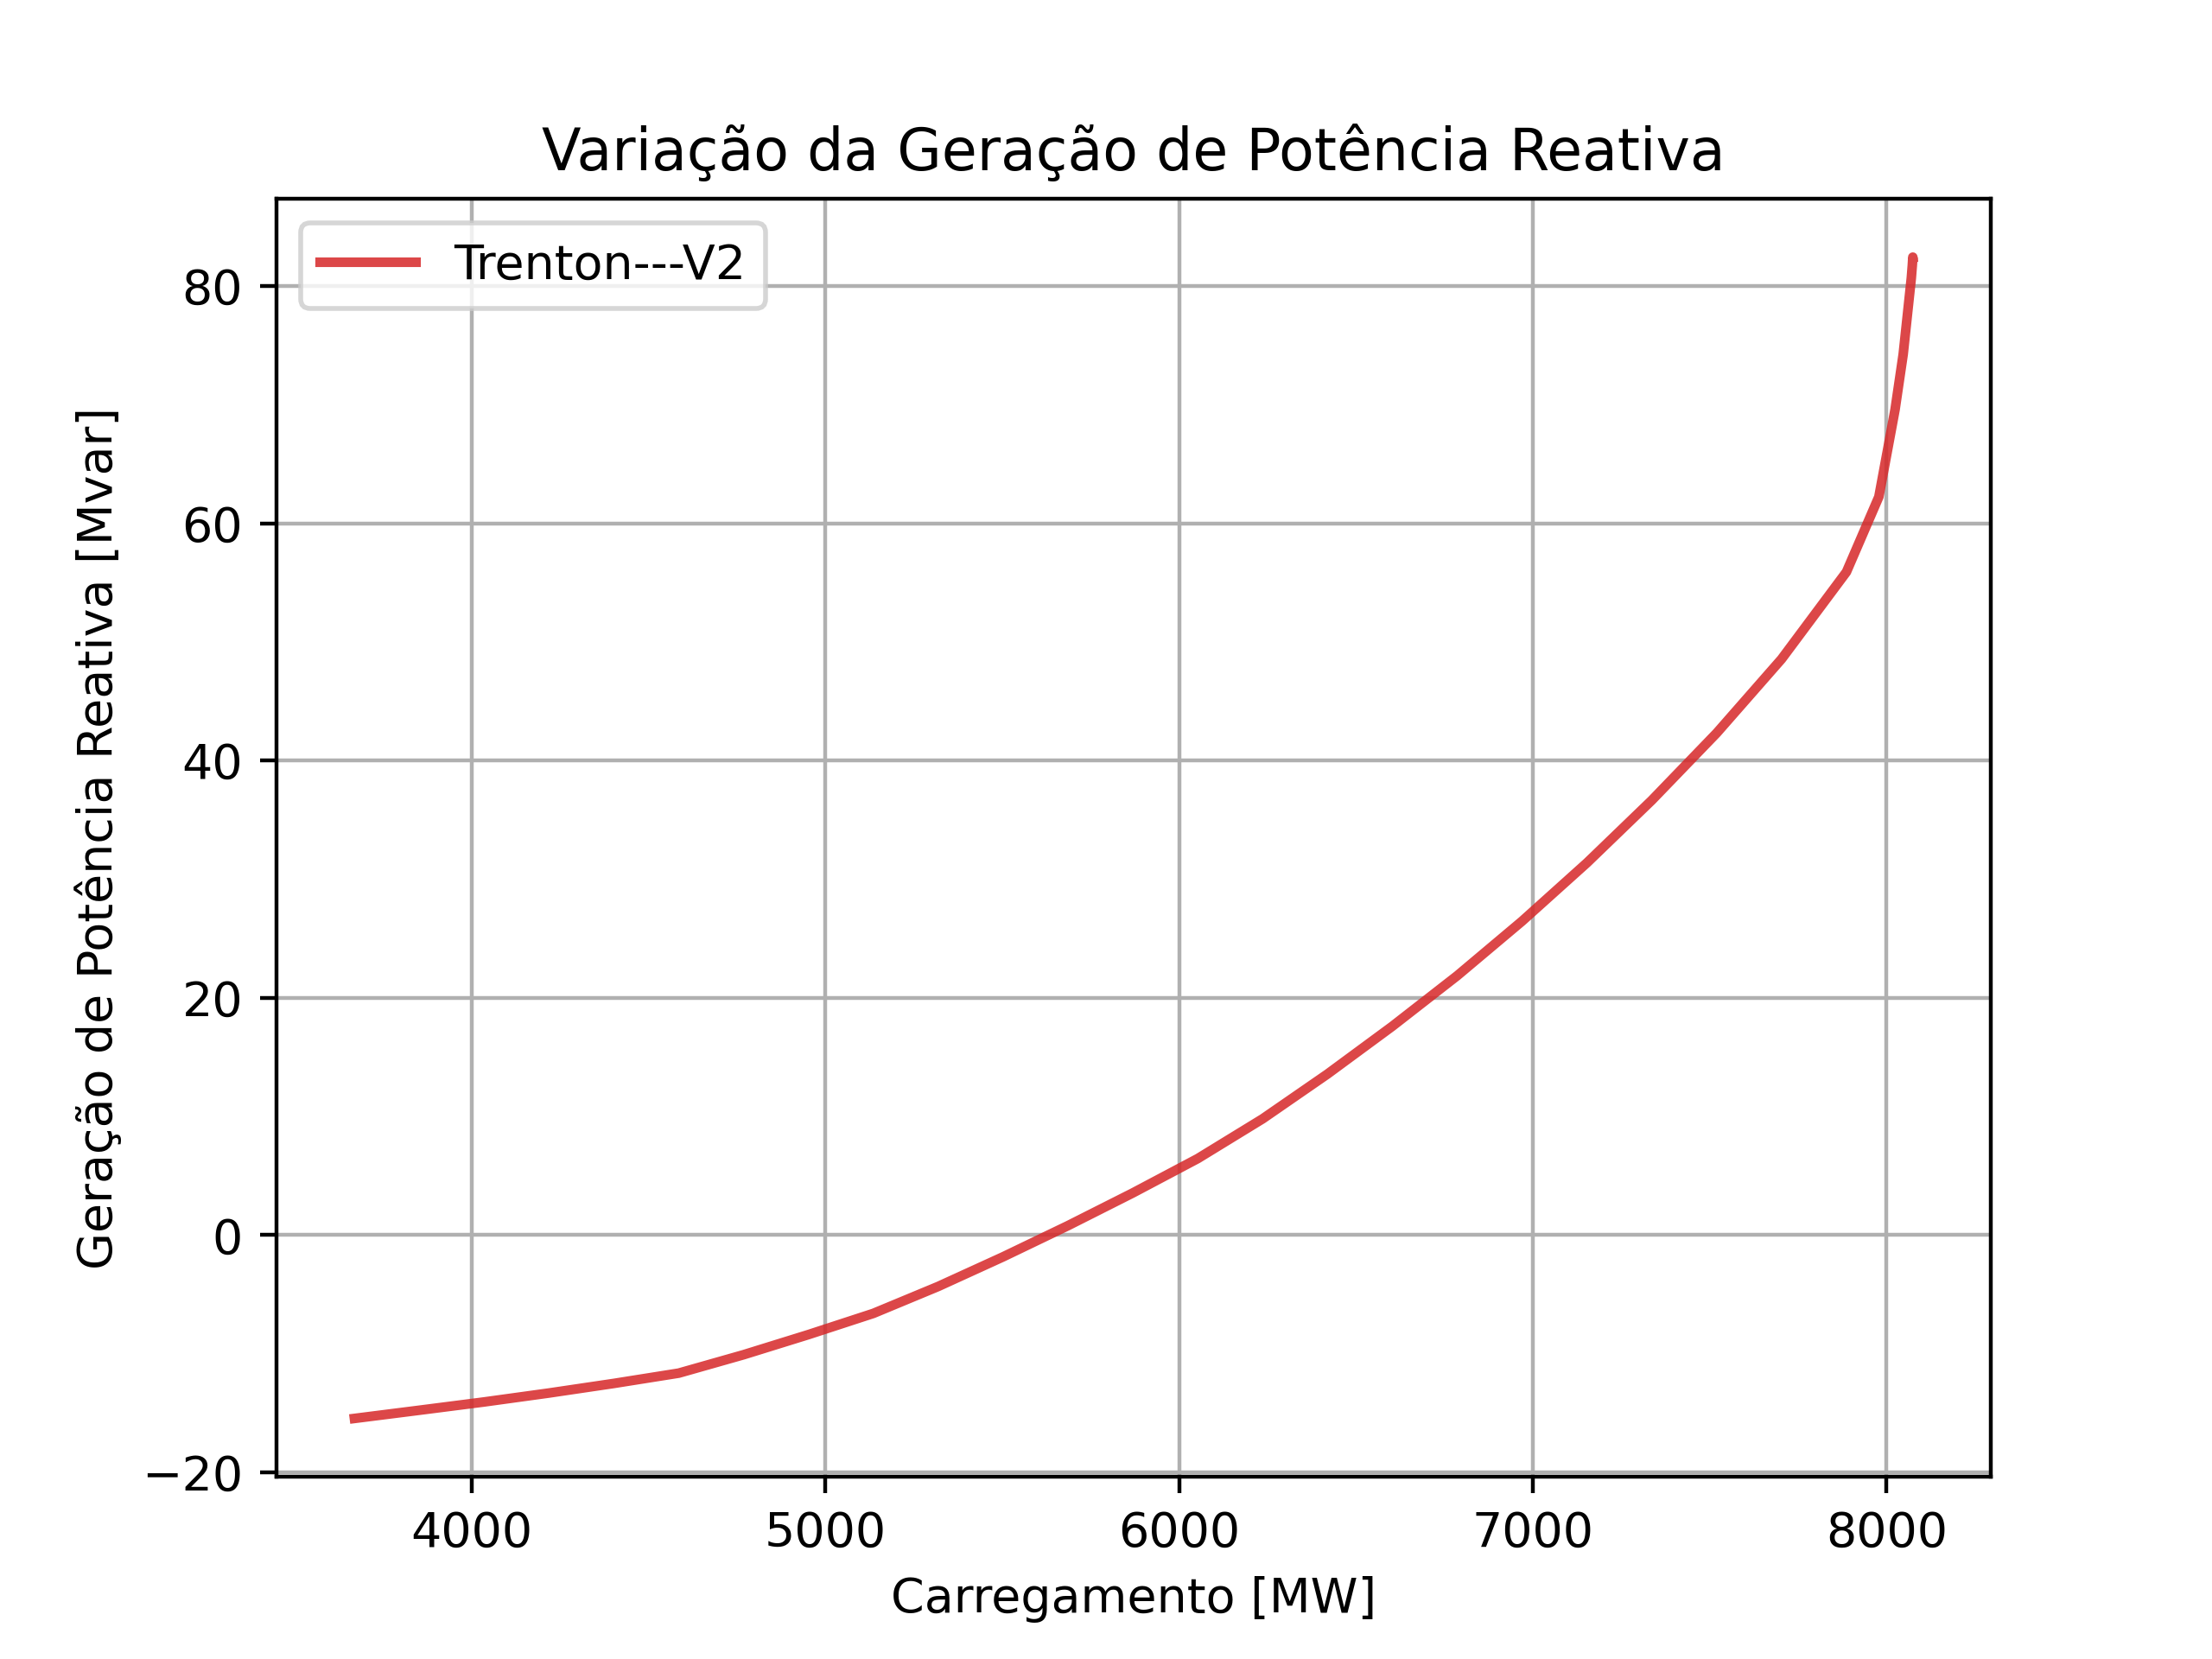 Variação da Geração de Potência Reativa
Trenton---V2
Geração de Potência Reativa [Mvar]
80
60
40
20
0
−20
4000 5000 6000 7000 8000
Carregamento [MW]